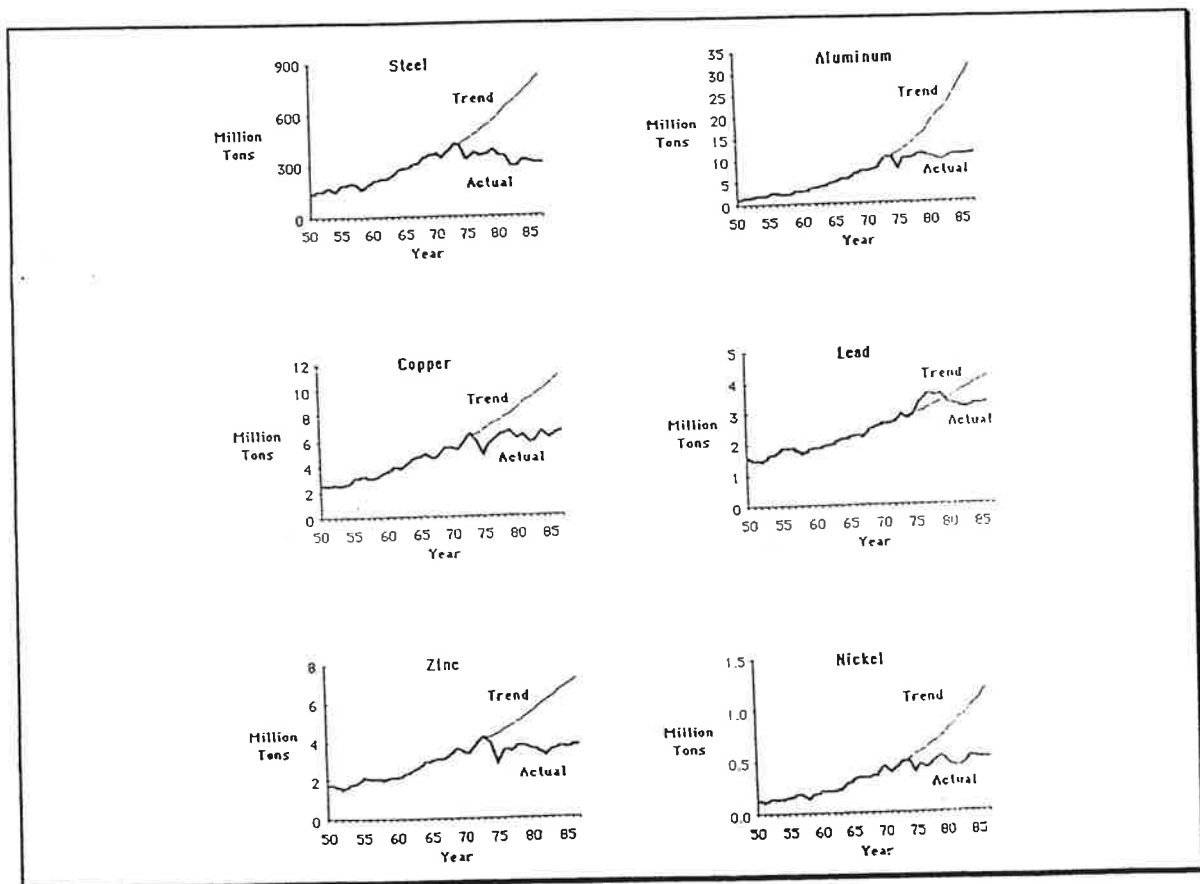 Steel
900
600
300
0
Million
Tons
Trend
Actual
50 55 60 65 70 75 80 85
Year
Aluminum
35
30
25
20
15
10
5
0
Million
Tons
Trend
Actual
50 55 60 65 70 75 80 85
Year
Copper
12
10
8
6
4
2
0
Million
Tons
Trend
Actual
50 55 60 65 70 75 80 85
Year
Lead
5
4
3
2
1
0
Million
Tons
Trend
Actual
50 55 60 65 70 75 80 85
Year
Zinc
8
6
4
2
0
Million
Tons
Trend
Actual
50 55 60 65 70 75 80 85
Year
Nickel
1.5
1.0
0.5
0.0
Million
Tons
Trend
Actual
50 55 60 65 70 75 80 85
Year